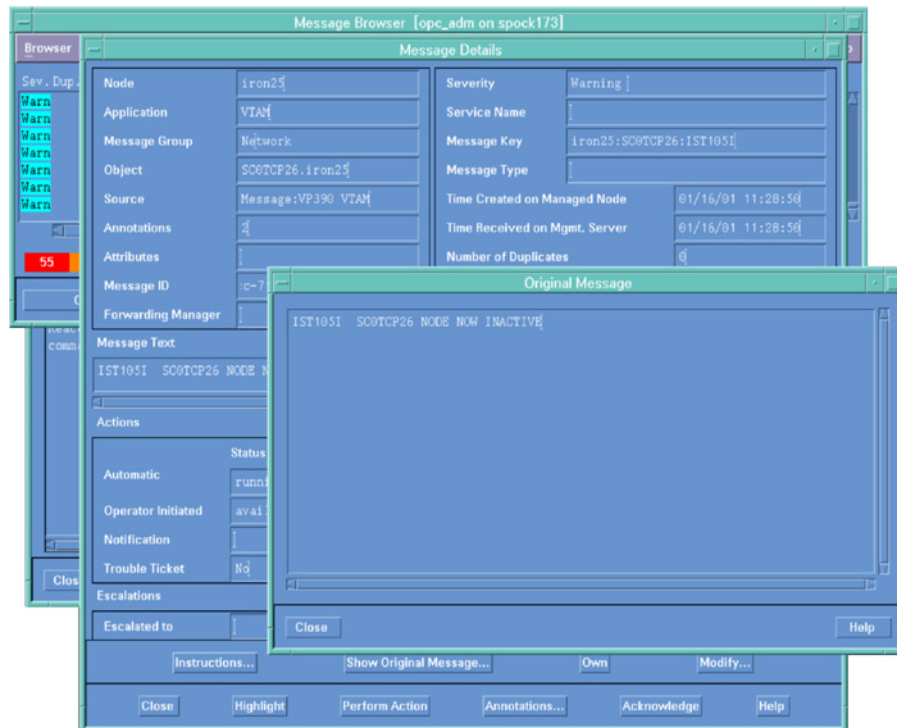 Message Browser [opc_adm on spock173]
Browser
Message Details
Sev. Dup.
Warn
Warn
Warn
Warn
Warn
Warn
Warn
55
Node iron25
Application VTAM
Message Group Network
Object SC0TCP26.iron25
Source Message:VP390 VTAM
Annotations 2
Attributes
Message ID :c-7
Forwarding Manager
Severity Warning
Service Name
Message Key iron25:SC0TCP26:IST105I
Message Type
Time Created on Managed Node 01/16/01 11:28:50
Time Received on Mgmt. Server 01/16/01 11:28:50
Number of Duplicates 0
Message Text
IST105I SC0TCP26 NODE N
Actions
Status
Automatic runni
Operator Initiated avai
Notification
Trouble Ticket No
Escalations
Escalated to
Original Message
IST105I SC0TCP26 NODE NOW INACTIVE
Close Help
Instructions... Show Original Message... Own Modify...
Close Highlight Perform Action Annotations... Acknowledge Help
comm
Clos